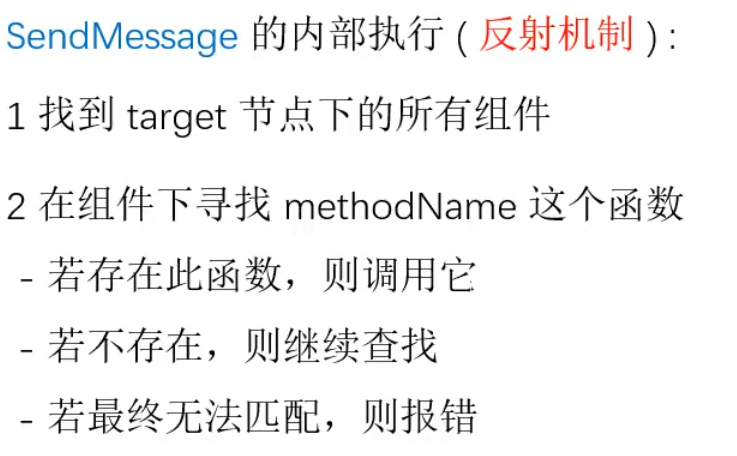 SendMessage 的内部执行 ( 反射机制 ) :
1 找到 target 节点下的所有组件
2 在组件下寻找 methodName 这个函数
- 若存在此函数，则调用它
- 若不存在，则继续查找
- 若最终无法匹配，则报错